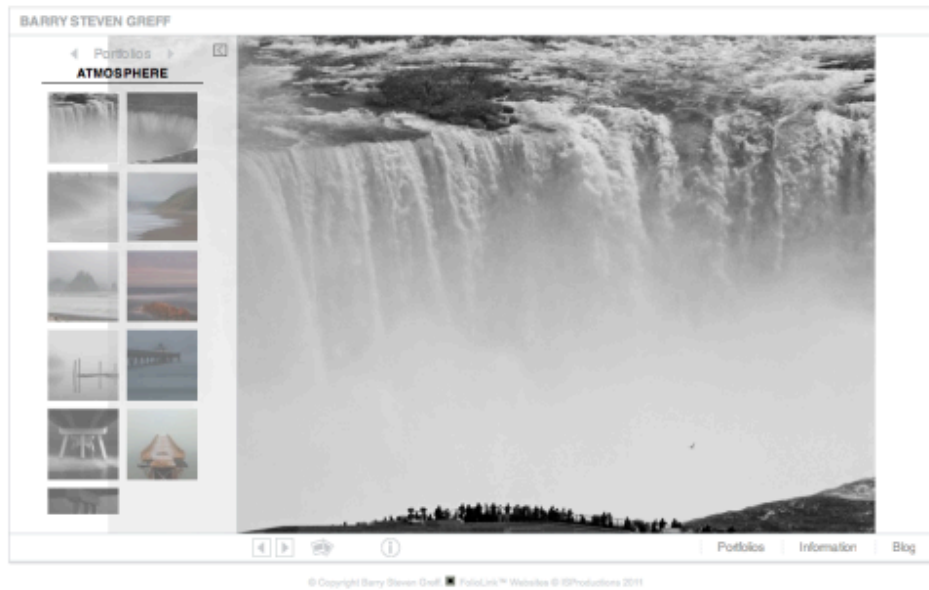 BARRY STEVEN GREFF
Portfolios
ATMOSPHERE
Portfolios Information Blog
© Copyright Barry Steven Greff. FolioLink™ Websites © ISProductions 2011